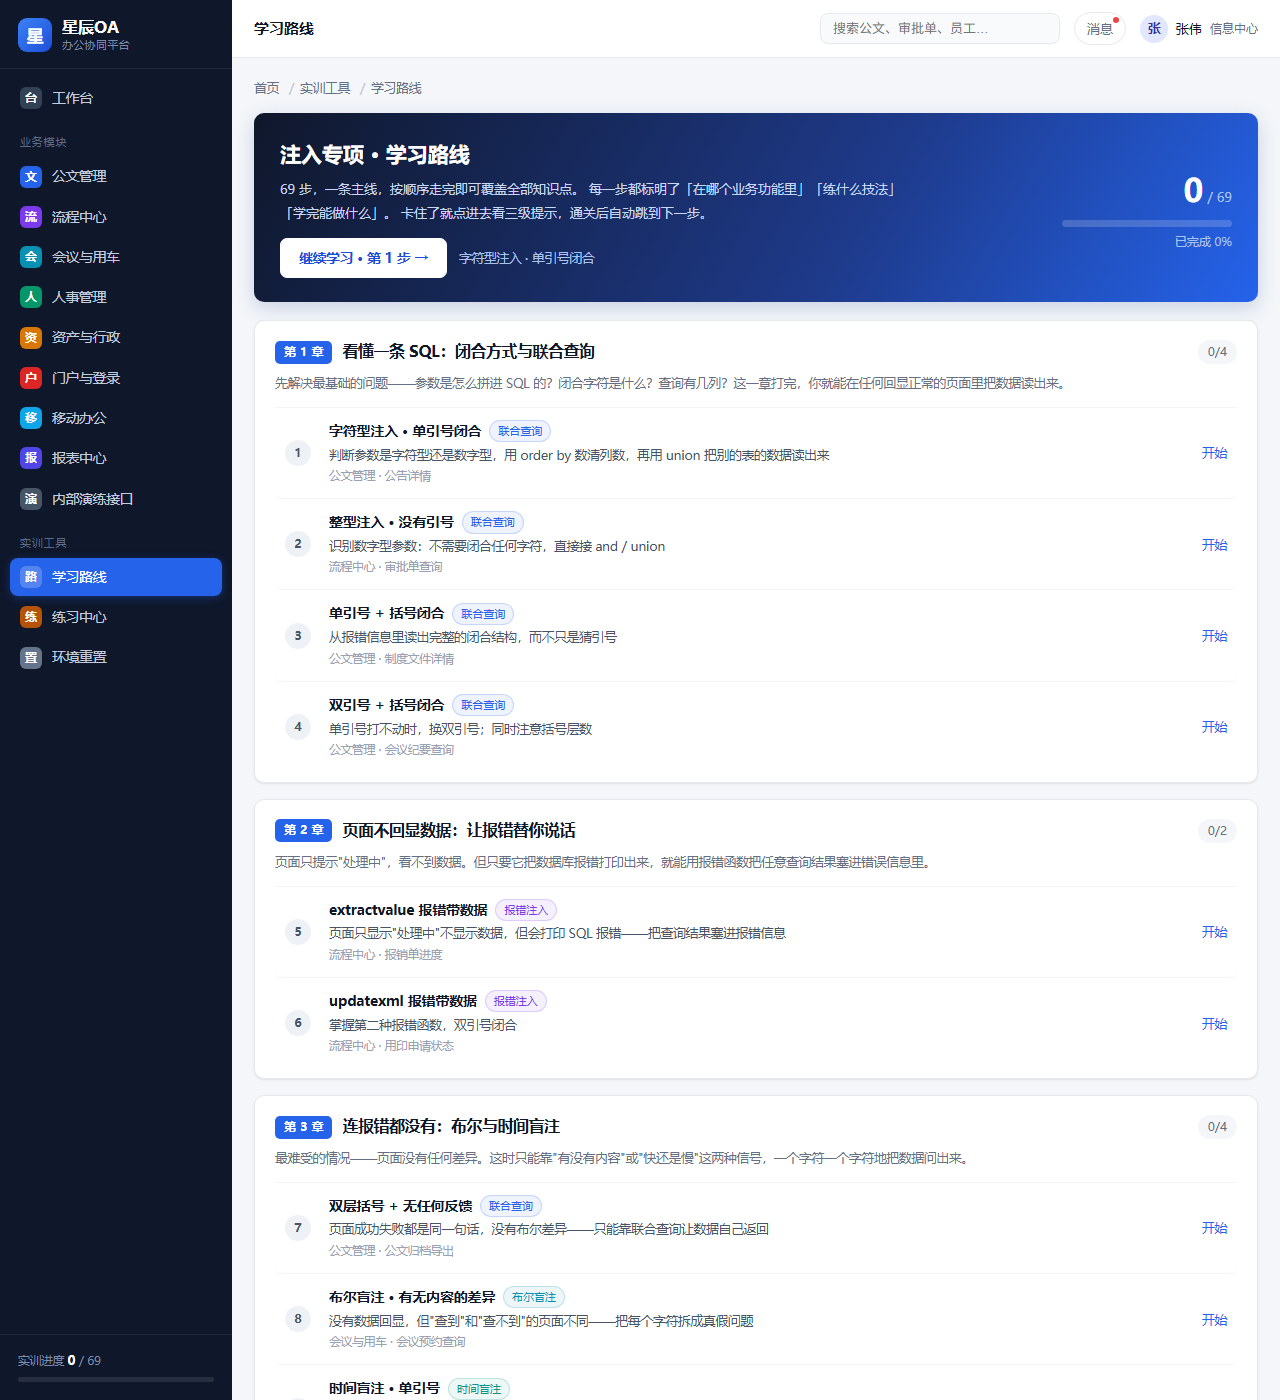 星
星辰OA
办公协同平台
台 工作台
业务模块
文 公文管理
流 流程中心
会 会议与用车
人 人事管理
资 资产与行政
户 门户与登录
移 移动办公
报 报表中心
演 内部演练接口
实训工具
路 学习路线
练 练习中心
置 环境重置
实训进度 0 / 69
学习路线
搜索公文、审批单、员工…
消息
张 张伟 信息中心
首页 / 实训工具 / 学习路线
注入专项 • 学习路线
69 步，一条主线，按顺序走完即可覆盖全部知识点。 每一步都标明了「在哪个业务功能里」「练什么技法」
「学完能做什么」。 卡住了就点进去看三级提示，通关后自动跳到下一步。
0 / 69
已完成 0%
继续学习 • 第 1 步 → 字符型注入 · 单引号闭合
第 1 章 看懂一条 SQL：闭合方式与联合查询 0/4
先解决最基础的问题——参数是怎么拼进 SQL 的？闭合字符是什么？查询有几列？这一章打完，你就能在任何回显正常的页面里把数据读出来。
1 字符型注入 • 单引号闭合 联合查询
判断参数是字符型还是数字型，用 order by 数清列数，再用 union 把别的表的数据读出来
公文管理 · 公告详情
开始
2 整型注入 • 没有引号 联合查询
识别数字型参数：不需要闭合任何字符，直接接 and / union
流程中心 · 审批单查询
开始
3 单引号 + 括号闭合 联合查询
从报错信息里读出完整的闭合结构，而不只是猜引号
公文管理 · 制度文件详情
开始
4 双引号 + 括号闭合 联合查询
单引号打不动时，换双引号；同时注意括号层数
公文管理 · 会议纪要查询
开始
第 2 章 页面不回显数据：让报错替你说话 0/2
页面只提示"处理中"，看不到数据。但只要它把数据库报错打印出来，就能用报错函数把任意查询结果塞进错误信息里。
5 extractvalue 报错带数据 报错注入
页面只显示"处理中"不显示数据，但会打印 SQL 报错——把查询结果塞进报错信息
流程中心 · 报销单进度
开始
6 updatexml 报错带数据 报错注入
掌握第二种报错函数，双引号闭合
流程中心 · 用印申请状态
开始
第 3 章 连报错都没有：布尔与时间盲注 0/4
最难受的情况——页面没有任何差异。这时只能靠"有没有内容"或"快还是慢"这两种信号，一个字符一个字符地把数据问出来。
7 双层括号 + 无任何反馈 联合查询
页面成功失败都是同一句话，没有布尔差异——只能靠联合查询让数据自己返回
公文管理 · 公文归档导出
开始
8 布尔盲注 • 有无内容的差异 布尔盲注
没有数据回显，但"查到"和"查不到"的页面不同——把每个字符拆成真假问题
会议与用车 · 会议预约查询
开始
时间盲注 • 单引号 时间盲注